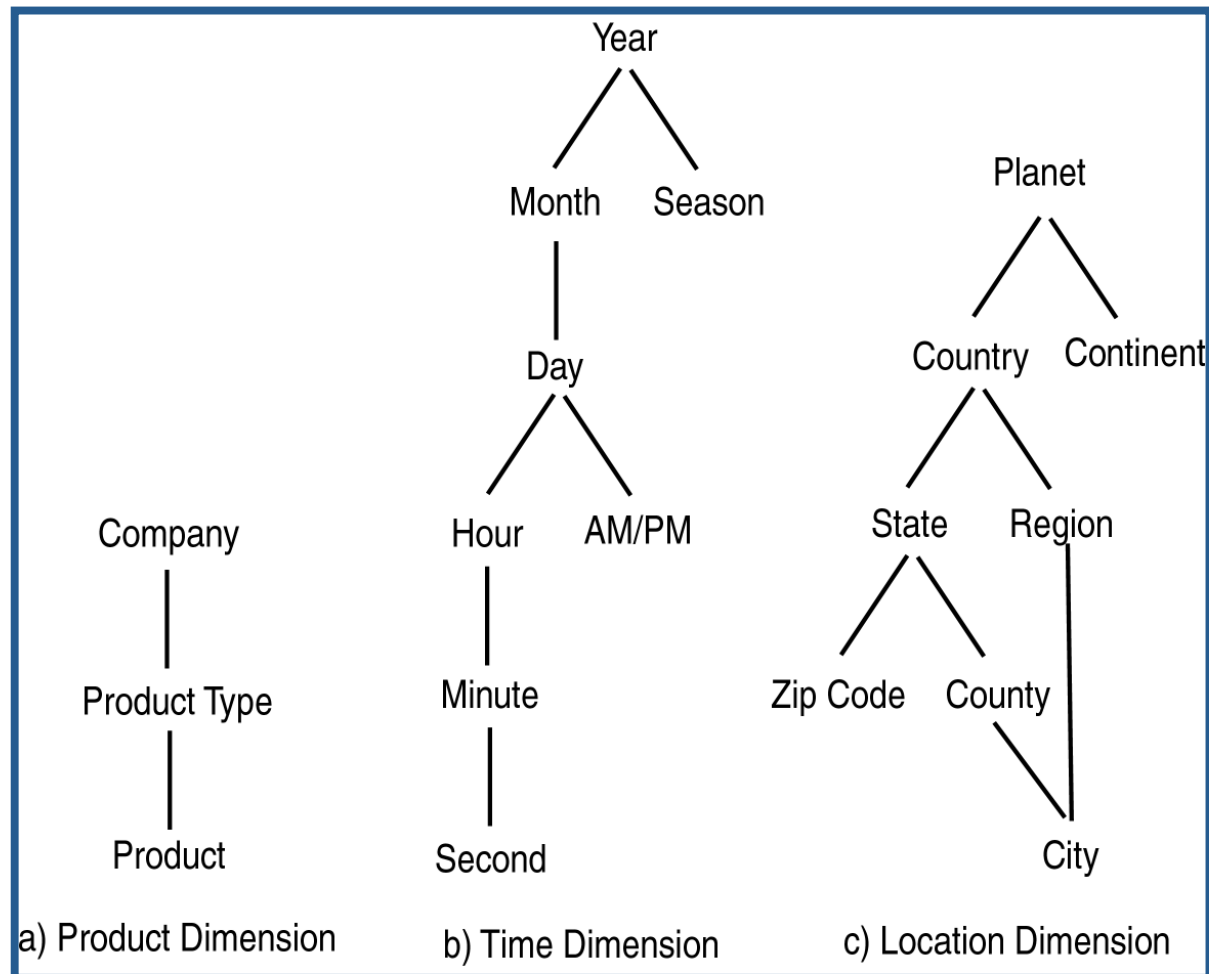 Year
Month
Season
Planet
Day
Country
Continent
Hour
AM/PM
State
Region
Company
Product Type
Minute
Zip Code
County
Product
Second
City
a) Product Dimension
b) Time Dimension
c) Location Dimension